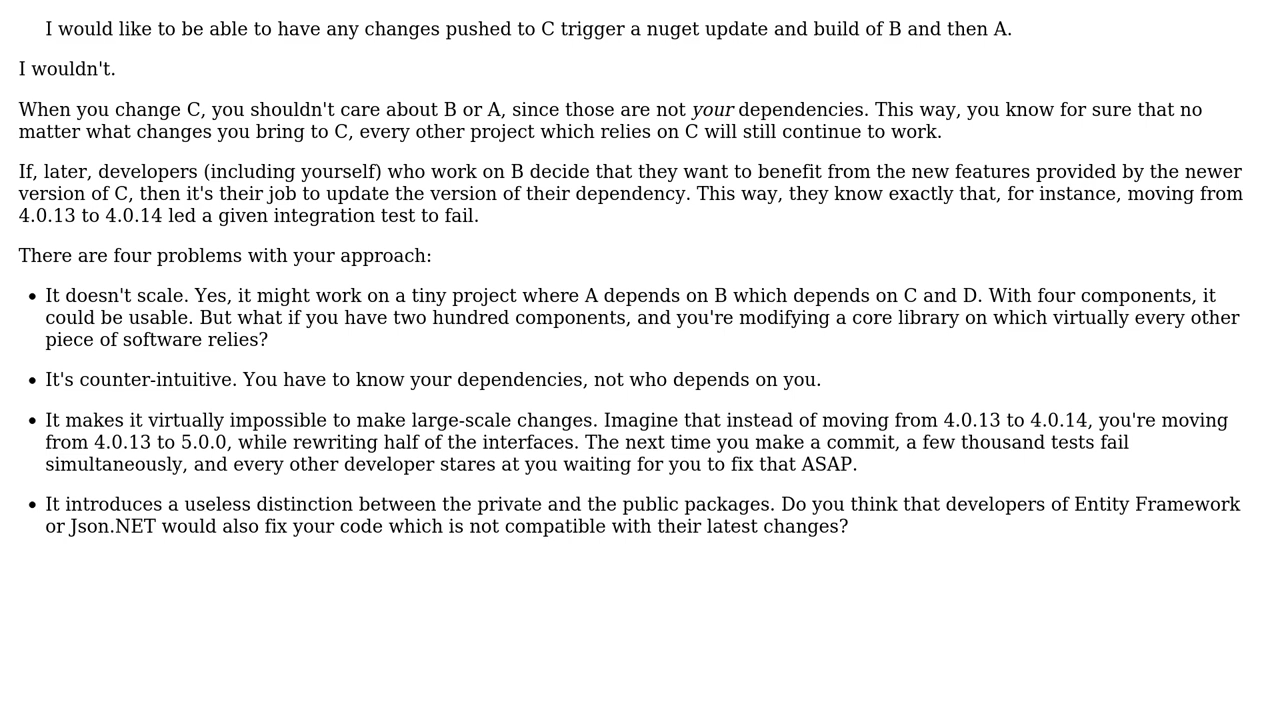 I would like to be able to have any changes pushed to C trigger a nuget update and build of B and then A.
I wouldn't.
When you change C, you shouldn't care about B or A, since those are not your dependencies. This way, you know for sure that no
matter what changes you bring to C, every other project which relies on C will still continue to work.
If, later, developers (including yourself) who work on B decide that they want to benefit from the new features provided by the newer
version of C, then it's their job to update the version of their dependency. This way, they know exactly that, for instance, moving from
4.0.13 to 4.0.14 led a given integration test to fail.
There are four problems with your approach:
• It doesn't scale. Yes, it might work on a tiny project where A depends on B which depends on C and D. With four components, it
could be usable. But what if you have two hundred components, and you're modifying a core library on which virtually every other
piece of software relies?
• It's counter-intuitive. You have to know your dependencies, not who depends on you.
• It makes it virtually impossible to make large-scale changes. Imagine that instead of moving from 4.0.13 to 4.0.14, you're moving
from 4.0.13 to 5.0.0, while rewriting half of the interfaces. The next time you make a commit, a few thousand tests fail
simultaneously, and every other developer stares at you waiting for you to fix that ASAP.
• It introduces a useless distinction between the private and the public packages. Do you think that developers of Entity Framework
or Json.NET would also fix your code which is not compatible with their latest changes?